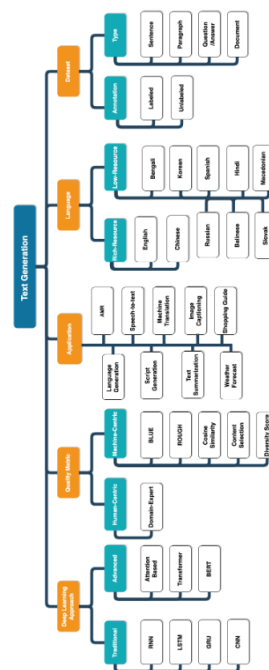 Text Generation
Deep Learning
Approach
Quality Metric
Application
Language
Dataset
Traditional
RNN
LSTM
GRU
CNN
Advanced
Attention
Based
Transformer
BERT
Human-Centric
Domain-Expert
Machine-Centric
BLUE
ROUGH
Cosine
Similarity
Content
Selection
Diversity Score
Language
Generation
Script
Generation
Text
Summarization
Weather
Forecast
AMR
Speech-to-text
Machine
Translation
Image
Captioning
Shopping Guide
Rich-Resource
English
Chinese
Low-Resource
Bengali
Korean
Spanish
Hindi
Macedonian
Russian
Balinese
Slovak
Annotation
Labeled
Unlabeled
Type
Sentence
Paragraph
Question
/Answer
Document